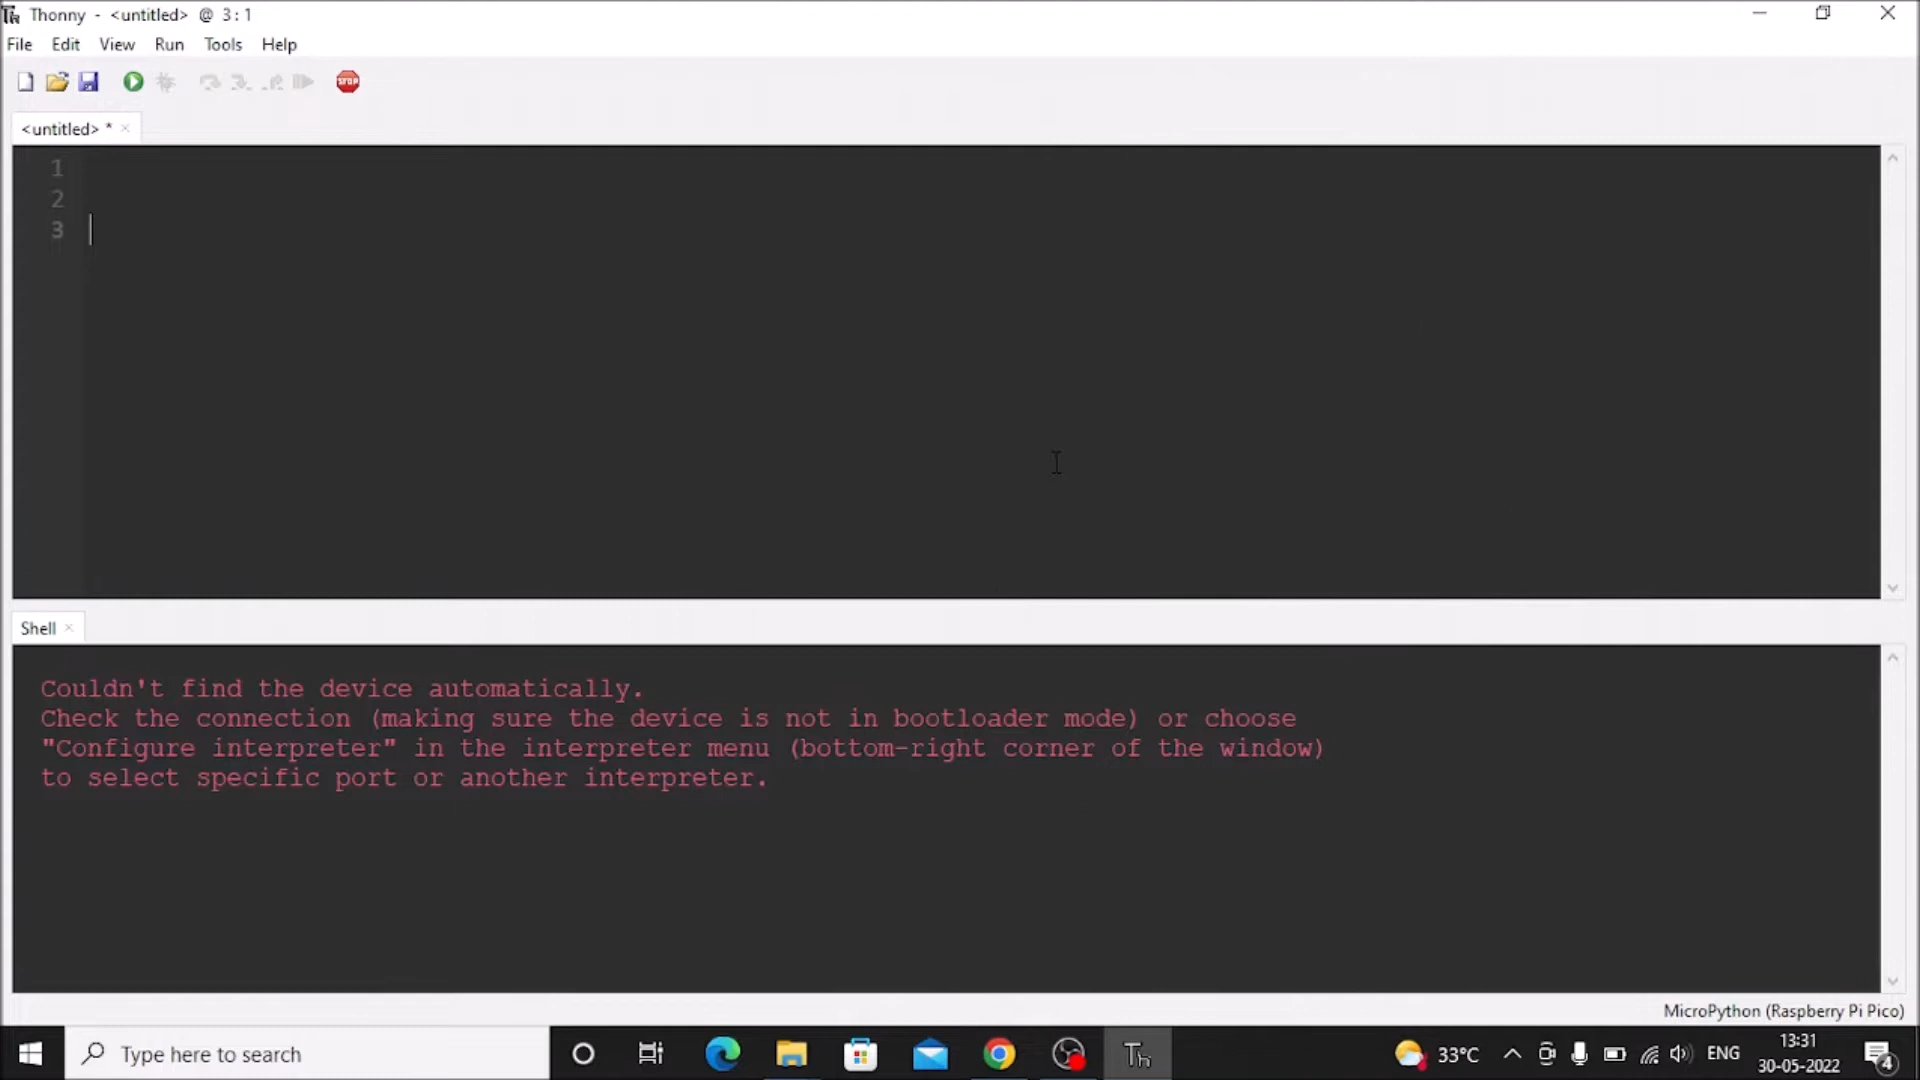 Thonny - <untitled> @ 3 : 1
File Edit View Run Tools Help
STOP
<untitled> * ×
1
2
3
Shell ×
Couldn't find the device automatically.
Check the connection (making sure the device is not in bootloader mode) or choose
"Configure interpreter" in the interpreter menu (bottom-right corner of the window)
to select specific port or another interpreter.
MicroPython (Raspberry Pi Pico)
Type here to search
Th
33°C
ENG
13:31
30-05-2022
4